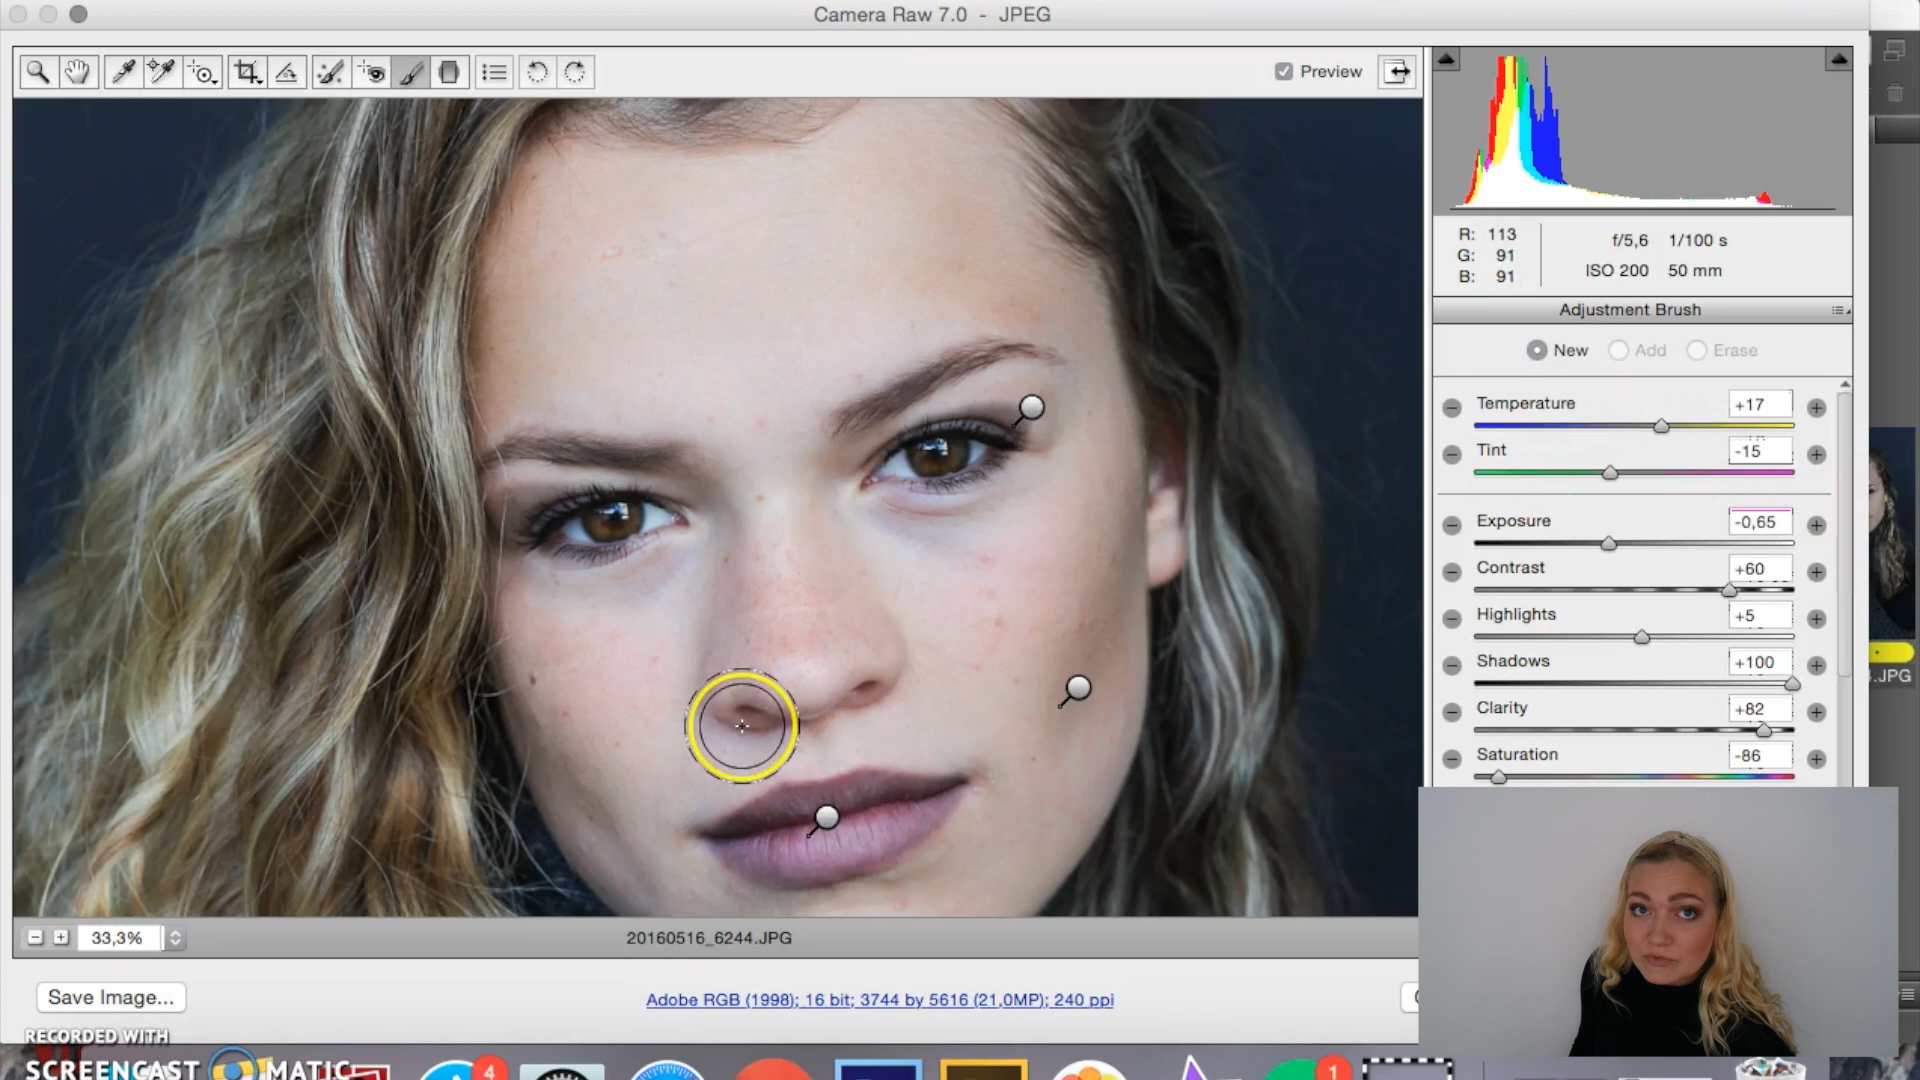 Camera Raw 7.0 - JPEG
Preview
R: 113
G: 91
B: 91
f/5,6 1/100 s
ISO 200 50 mm
Adjustment Brush
New Add Erase
Temperature +17
Tint -15
Exposure -0,65
Contrast +60
Highlights +5
Shadows +100
Clarity +82
Saturation -86
.JPG
33,3%
20160516_6244.JPG
Save Image...
Adobe RGB (1998); 16 bit; 3744 by 5616 (21,0MP); 240 ppi
RECORDED WITH
SCREENCAST MATIC
4
1